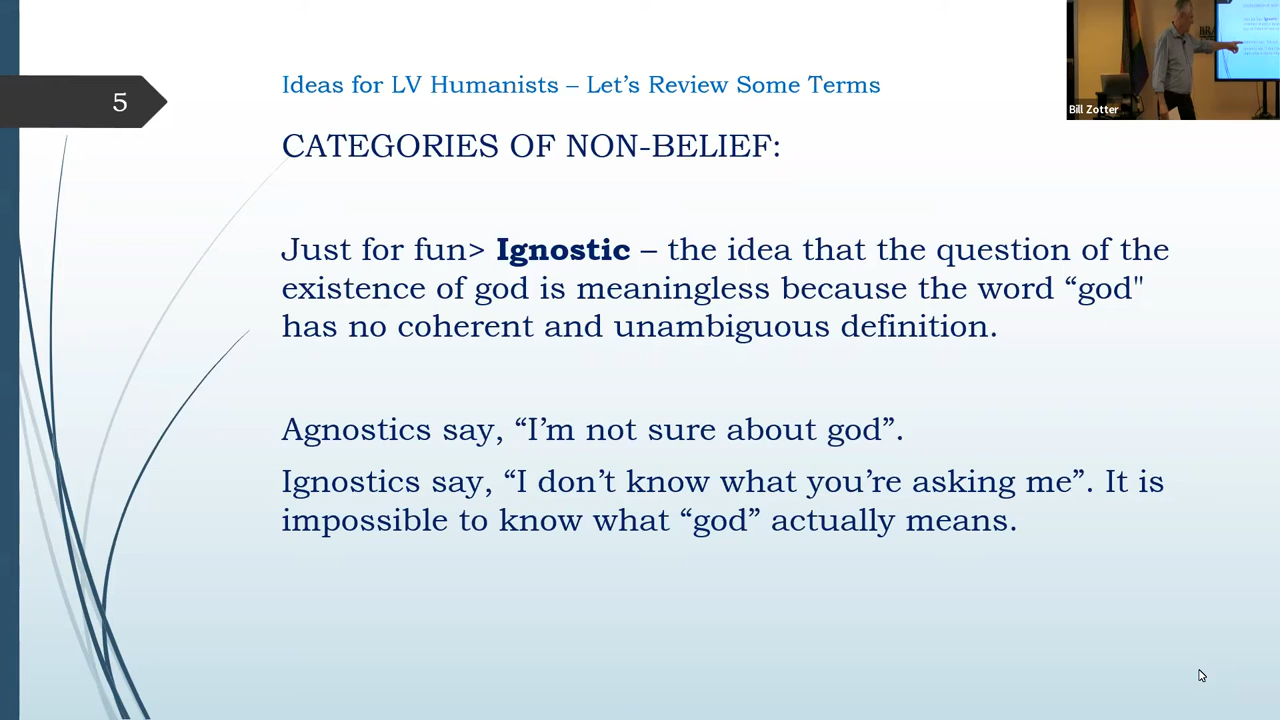 5
Ideas for LV Humanists – Let's Review Some Terms
CATEGORIES OF NON-BELIEF:
Just for fun> Ignostic – the idea that the question of the
existence of god is meaningless because the word “god"
has no coherent and unambiguous definition.
Agnostics say, “I’m not sure about god”.
Ignostics say, “I don’t know what you’re asking me”. It is
impossible to know what “god” actually means.
Bill Zotter